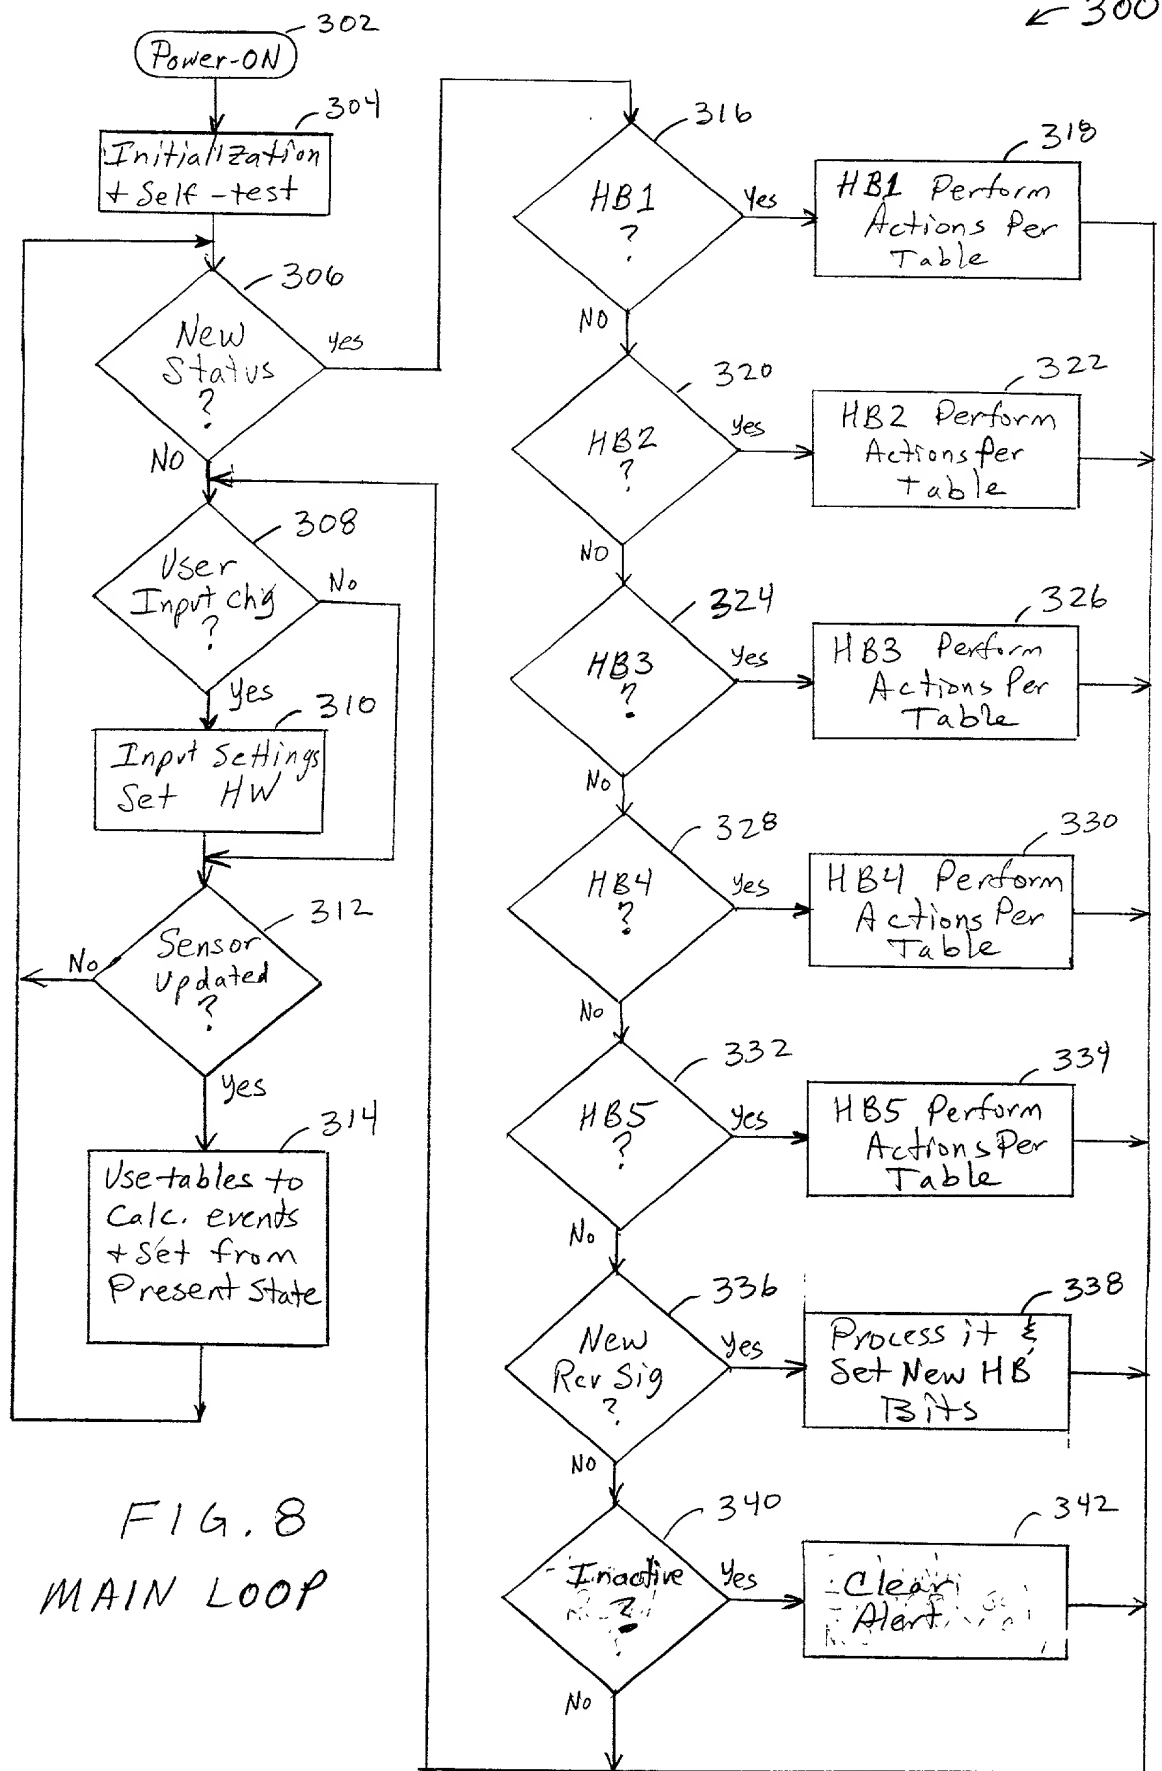 300
302
Power-ON
304
Initialization
+ Self-test
306
New
Status
?
Yes
NO
308
User
Input Chg
?
No
Yes
310
Input Settings
Set HW
312
Sensor
Updated
?
No
Yes
314
Use tables to
Calc. events
+ Set from
Present State
316
HB1
?
Yes
NO
318
HB1 Perform
Actions Per
Table
320
HB2
?
Yes
NO
322
HB2 Perform
Actions Per
Table
324
HB3
?
Yes
No
326
HB3 Perform
Actions Per
Table
328
HB4
?
Yes
No
330
HB4 Perform
Actions Per
Table
332
HB5
?
Yes
No
334
HB5 Perform
Actions Per
Table
336
New
Rcv Sig
?
Yes
No
338
Process it &
Set New HB
Bits
340
Inactive
?
Yes
No
342
Clear
Alert
FIG. 8
MAIN LOOP